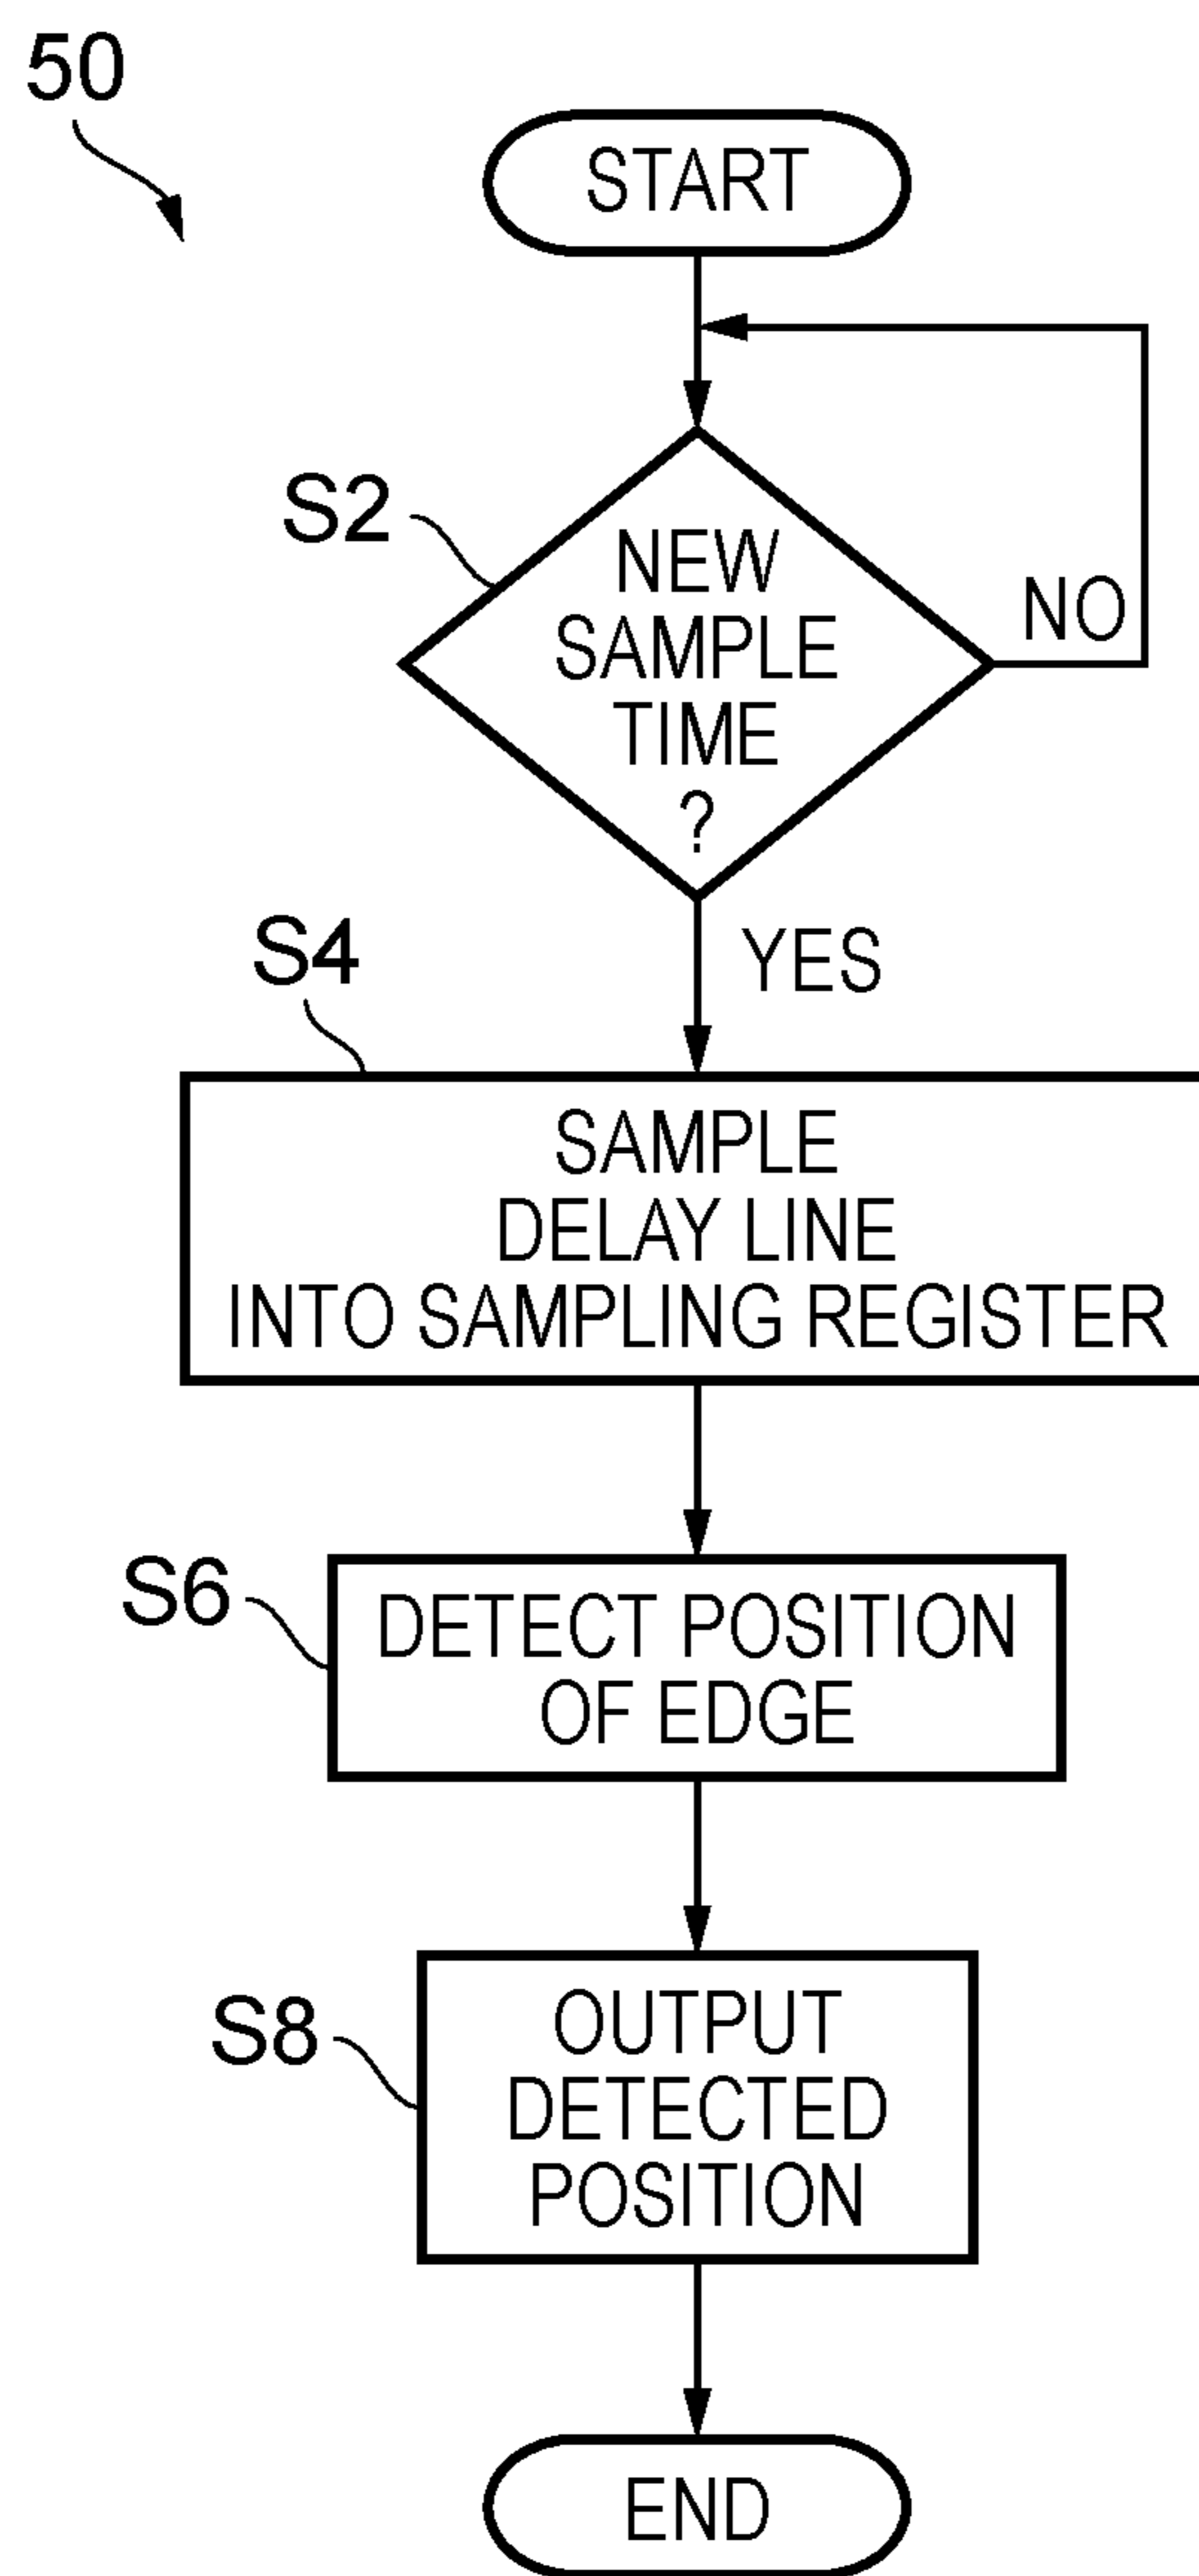 50
START
S2
NEW
SAMPLE
TIME
?
NO
YES
S4
SAMPLE
DELAY LINE
INTO SAMPLING REGISTER
S6
DETECT POSITION
OF EDGE
S8
OUTPUT
DETECTED
POSITION
END